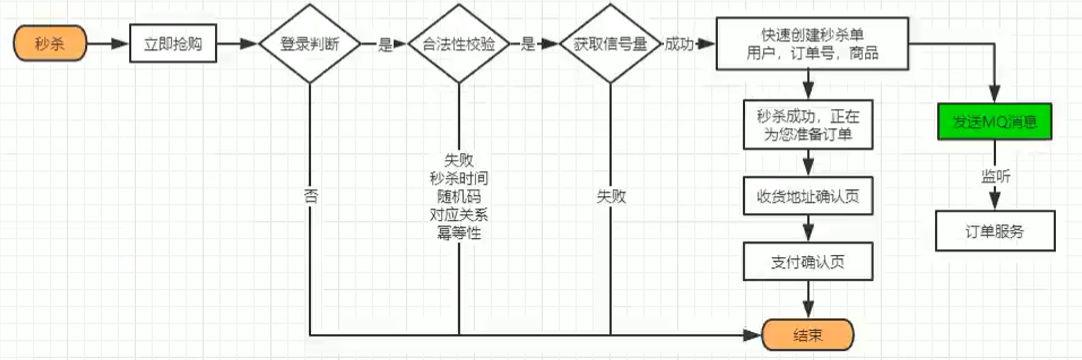 秒杀
立即抢购
登录判断
是
合法性校验
是
获取信号量
成功
快速创建秒杀单
用户，订单号，商品
秒杀成功，正在
为您准备订单
发送MQ消息
失败
秒杀时间
随机码
对应关系
幂等性
否
失败
监听
收货地址确认页
订单服务
支付确认页
结束